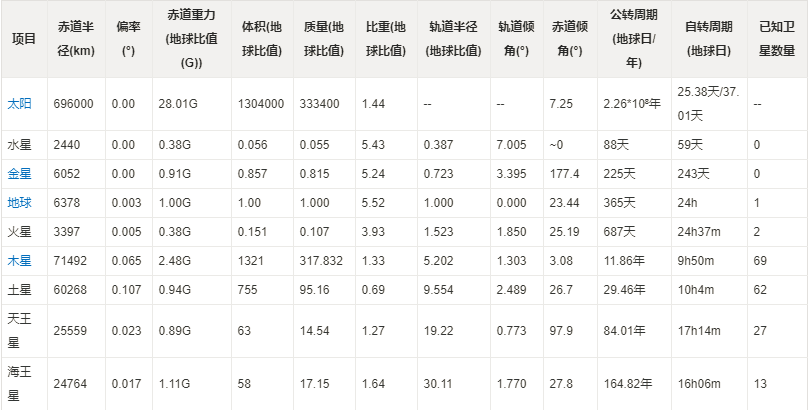 项目 赤道半径(km) 偏率(°) 赤道重力(地球比值(G)) 体积(地球比值) 质量(地球比值) 比重(地球比值) 轨道半径(地球比值) 轨道倾角(°) 赤道倾角(°) 公转周期(地球日/年) 自转周期(地球日) 已知卫星数量
太阳 696000 0.00 28.01G 1304000 333400 1.44 -- -- 7.25 2.26*10⁸年 25.38天/37.01天 --
水星 2440 0.00 0.38G 0.056 0.055 5.43 0.387 7.005 ~0 88天 59天 0
金星 6052 0.00 0.91G 0.857 0.815 5.24 0.723 3.395 177.4 225天 243天 0
地球 6378 0.003 1.00G 1.00 1.000 5.52 1.000 0.000 23.44 365天 24h 1
火星 3397 0.005 0.38G 0.151 0.107 3.93 1.523 1.850 25.19 687天 24h37m 2
木星 71492 0.065 2.48G 1321 317.832 1.33 5.202 1.303 3.08 11.86年 9h50m 69
土星 60268 0.107 0.94G 755 95.16 0.69 9.554 2.489 26.7 29.46年 10h4m 62
天王星 25559 0.023 0.89G 63 14.54 1.27 19.22 0.773 97.9 84.01年 17h14m 27
海王星 24764 0.017 1.11G 58 17.15 1.64 30.11 1.770 27.8 164.82年 16h06m 13